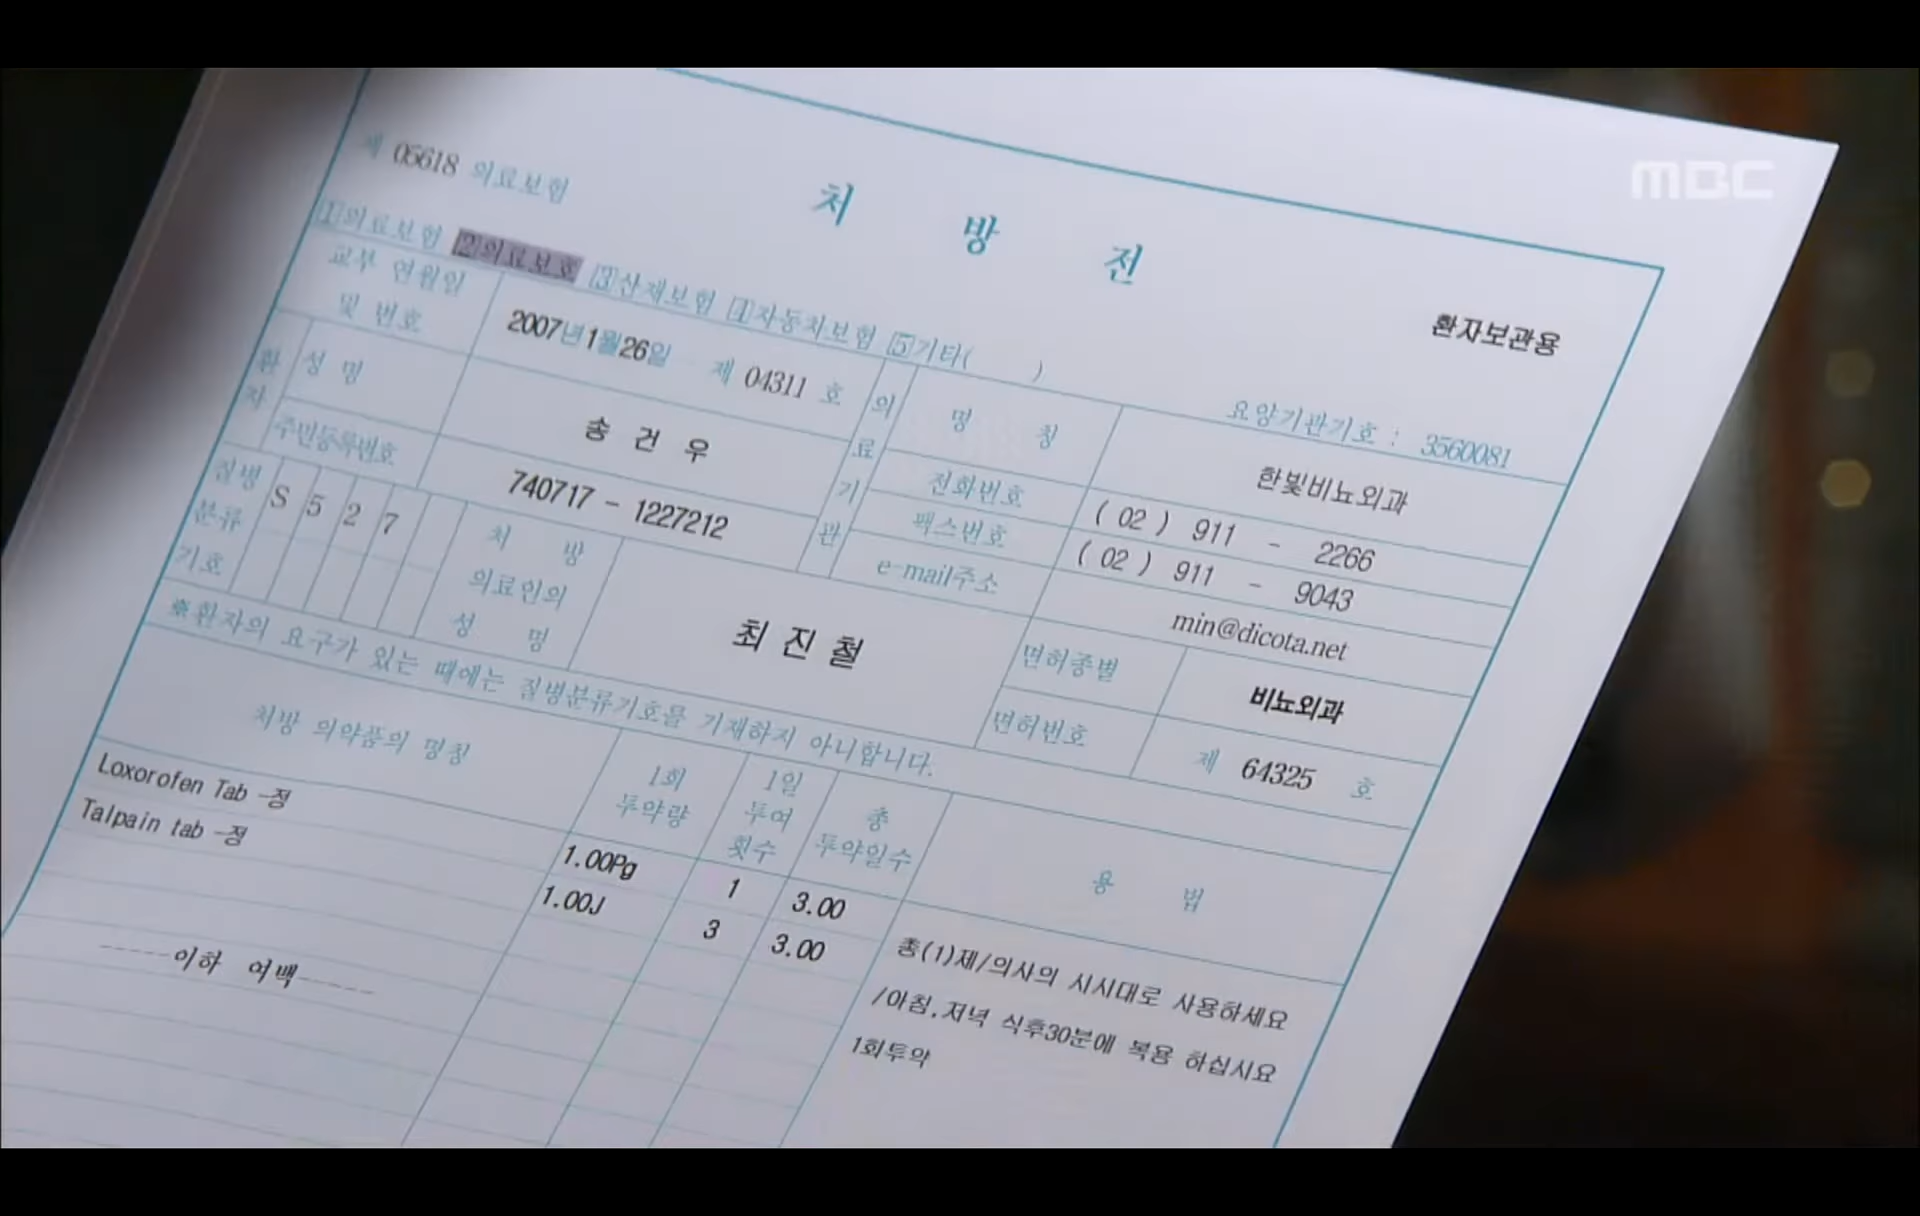 MBC
처 방 전
제 05618 의료보험
환자보관용
1의료보험 2의료보호 3산재보험 4자동차보험 5기타( )
요양기관기호 : 3560081
교부 연월일 및 번호
2007년1월26일 제 04311 호
환자
성 명
송 건 우
주민등록번호
740717 - 1227212
의료기관
명 칭
한빛비뇨외과
전화번호
( 02 ) 911 - 2266
팩스번호
( 02 ) 911 - 9043
e-mail주소
min@dicota.net
질병 분류 기호
S 5 2 7
처 방 의료인의 성 명
최 진 철
면허종별
비뇨외과
면허번호
제 64325 호
※환자의 요구가 있는 때에는 질병분류기호를 기재하지 아니합니다.
처방 의약품의 명칭
1회 투약량
1일 투여 횟수
총 투약일수
용 법
Loxorofen Tab -정 1.00Pg 1 3.00
Talpain tab -정 1.00J 3 3.00
-----이하 여백-----
총(1)제/의사의 시시대로 사용하세요
/아침,저녁 식후30분에 복용 하십시요
1회투약